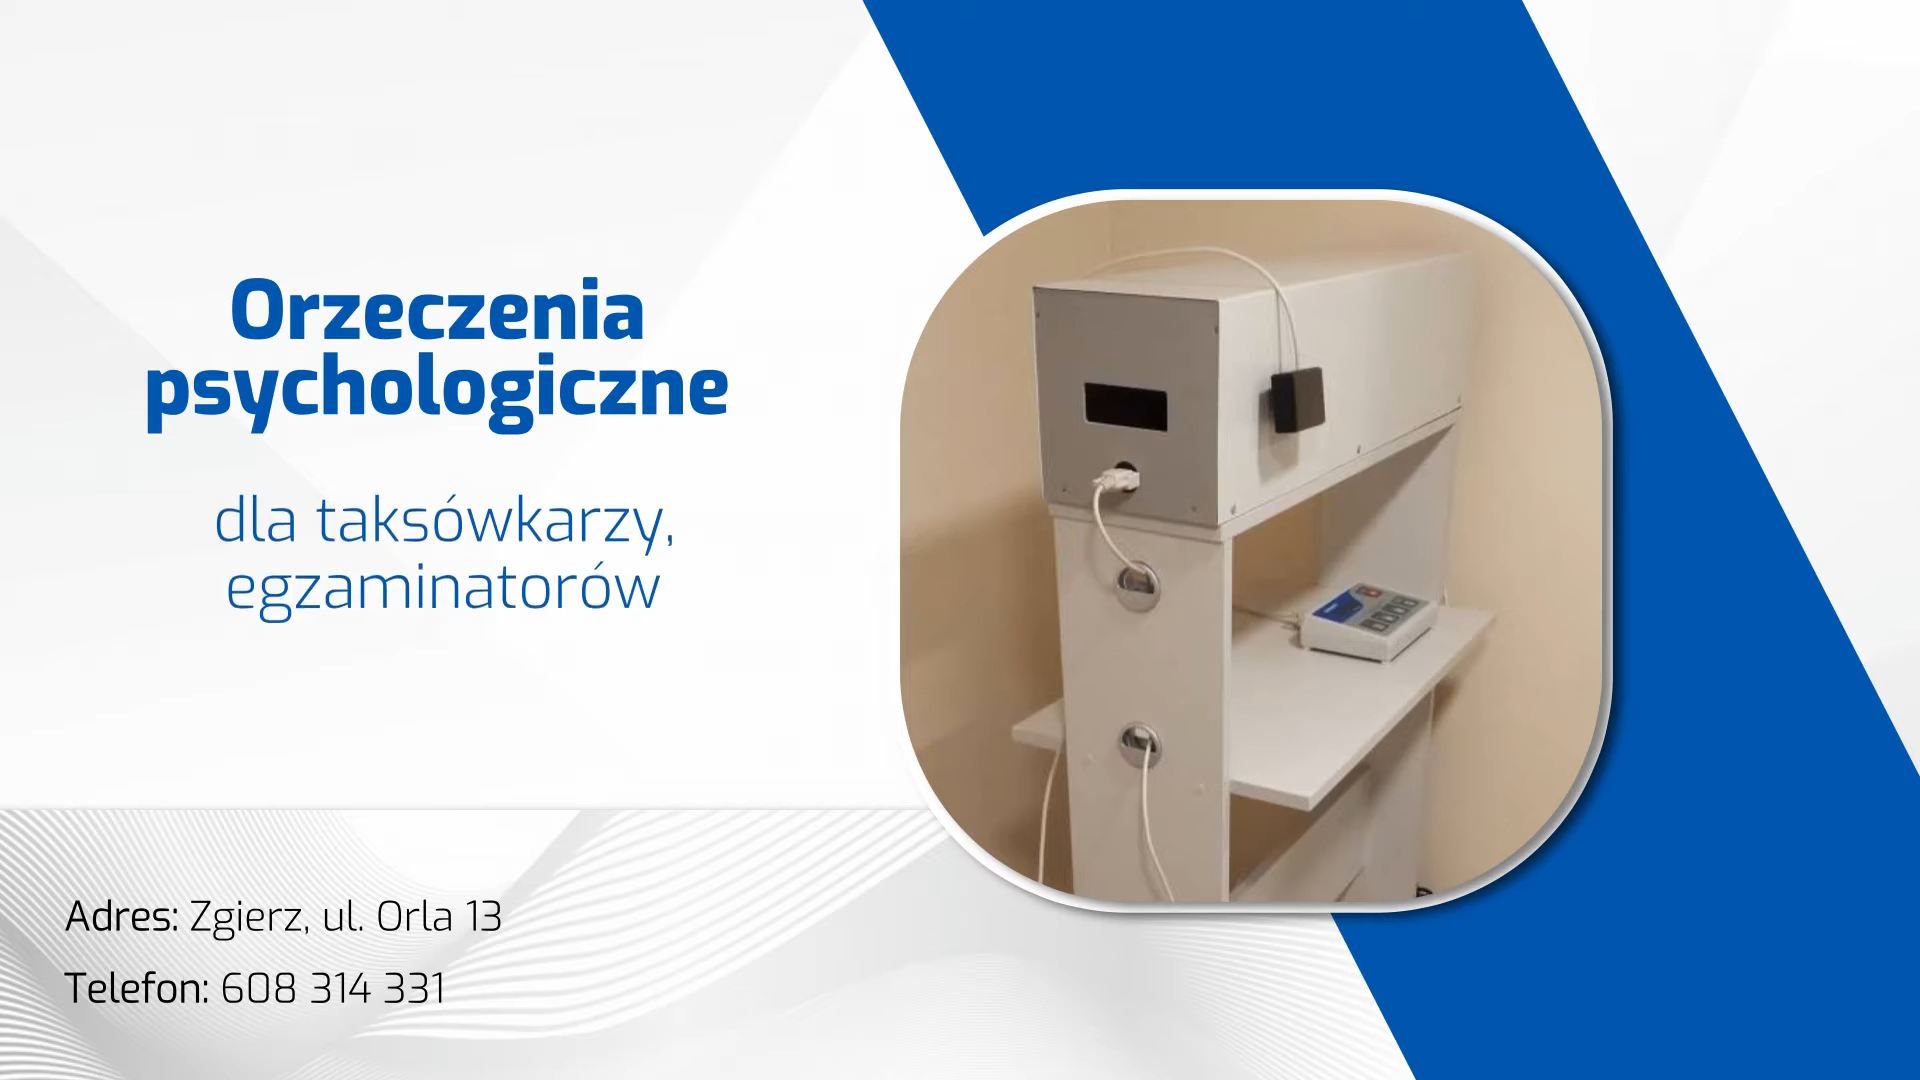 Orzeczenia
psychologiczne
dla taksówkarzy,
egzaminatorów
Adres: Zgierz, ul. Orla 13
Telefon: 608 314 331